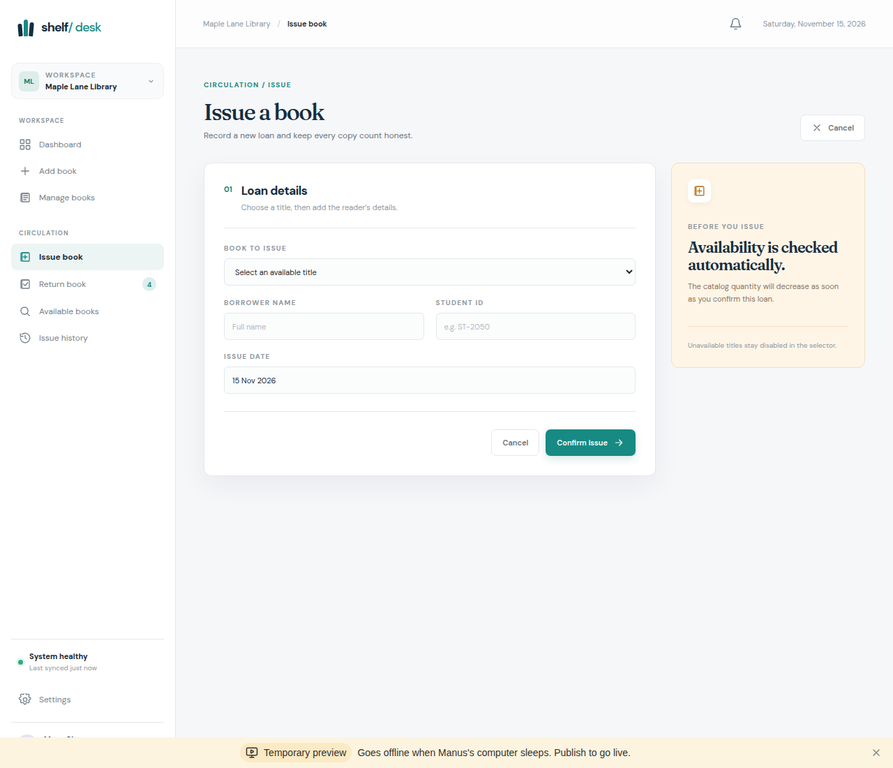 shelf/ desk
WORKSPACE
ML
Maple Lane Library
WORKSPACE
Dashboard
Add book
Manage books
CIRCULATION
Issue book
Return book 4
Available books
Issue history
System healthy
Last synced just now
Settings
Maple Lane Library / Issue book
Saturday, November 15, 2026
CIRCULATION / ISSUE
Issue a book
Record a new loan and keep every copy count honest.
Cancel
01 Loan details
Choose a title, then add the reader's details.
BOOK TO ISSUE
Select an available title
BORROWER NAME STUDENT ID
Full name e.g. ST-2050
ISSUE DATE
15 Nov 2026
Cancel Confirm issue
BEFORE YOU ISSUE
Availability is checked
automatically.
The catalog quantity will decrease as soon
as you confirm this loan.
Unavailable titles stay disabled in the selector.
Temporary preview Goes offline when Manus's computer sleeps. Publish to go live.